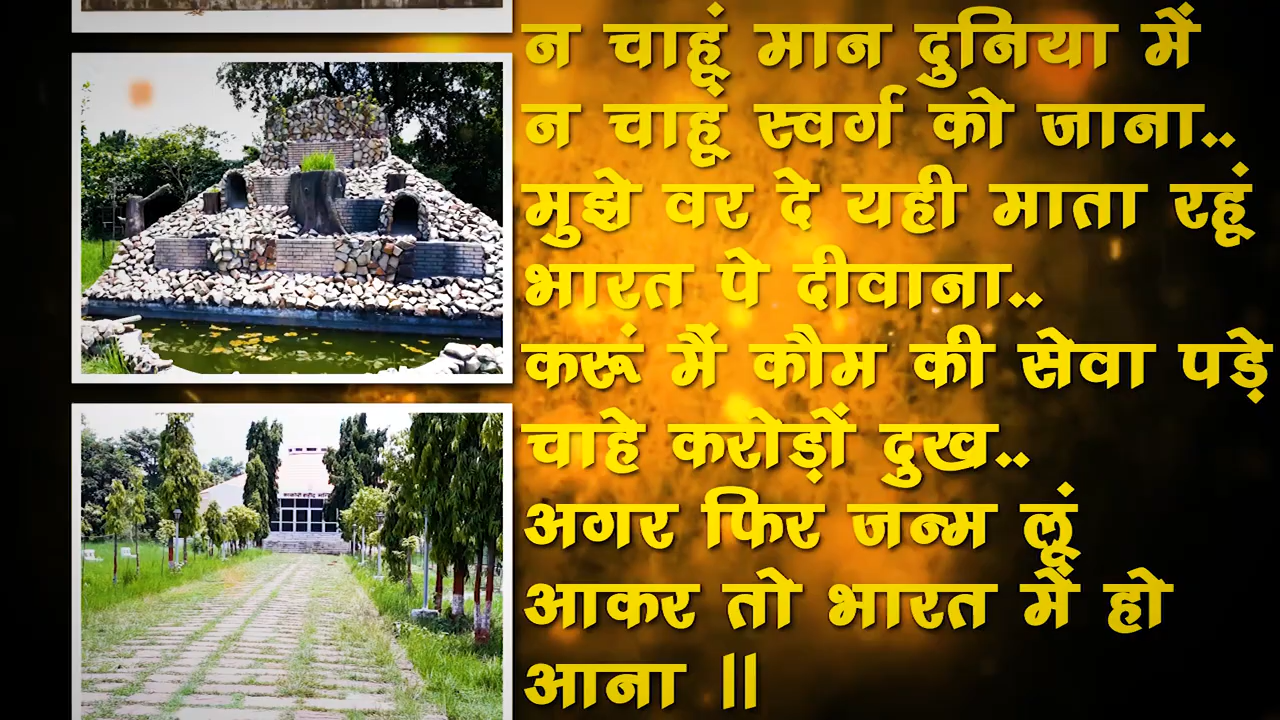 न चाहूं मान दुनिया में
न चाहूं स्वर्ग को जाना..
मुझे वर दे यही माता रहूं
भारत पे दीवाना..
करूं मैं कौम की सेवा पड़े
चाहे करोड़ों दुख..
अगर फिर जन्म लूं
आकर तो भारत में हो
आना ||